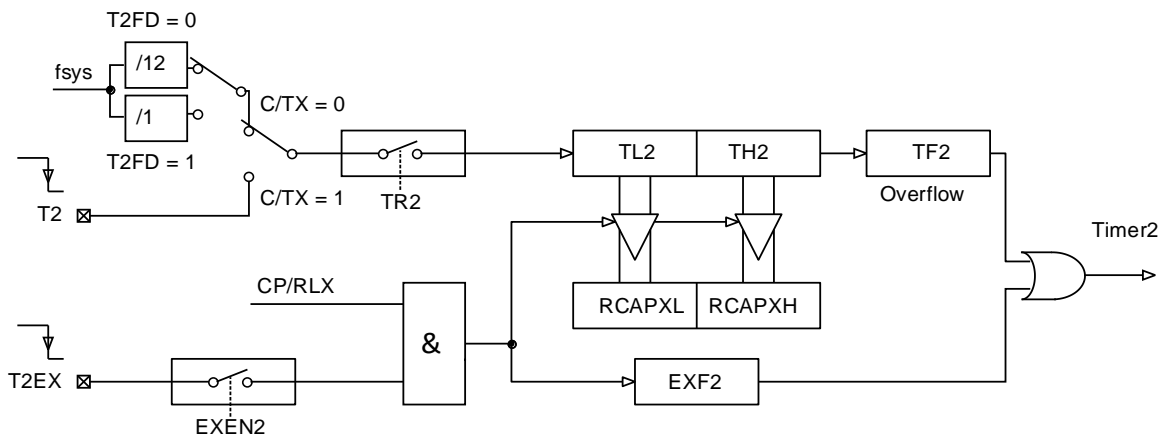 T2FD = 0
/12
fsys
C/TX = 0
/1
T2FD = 1
TL2
TH2
TF2
Overflow
C/TX = 1
TR2
T2
Timer2
CP/RLX
RCAPXL
RCAPXH
&
T2EX
EXF2
EXEN2